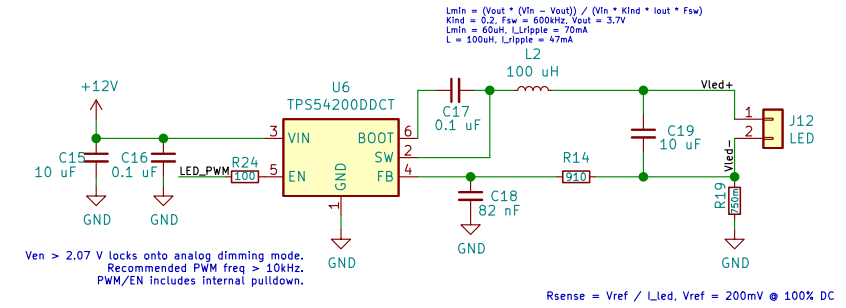 Lmin = (Vout * (Vin - Vout)) / (Vin * Kind * Iout * Fsw)
Kind = 0.2, Fsw = 600kHz, Vout = 3.7V
Lmin = 60uH, I_Lripple = 70mA
L = 100uH, I_ripple = 47mA
L2
100 uH
+12V
U6
TPS54200DDCT
Vled+
C17
0.1 uF
J12
LED
1
2
3
VIN
BOOT
6
SW
2
C15
10 uF
C16
0.1 uF
C19
10 uF
LED_PWM
R24
100
5
EN
GND
FB
4
R14
910
Vled-
1
C18
82 nF
R19
750m
GND
GND
GND
GND
GND
Ven > 2.07 V locks onto analog dimming mode.
Recommended PWM freq > 10kHz.
PWM/EN includes internal pulldown.
Rsense = Vref / I_led, Vref = 200mV @ 100% DC